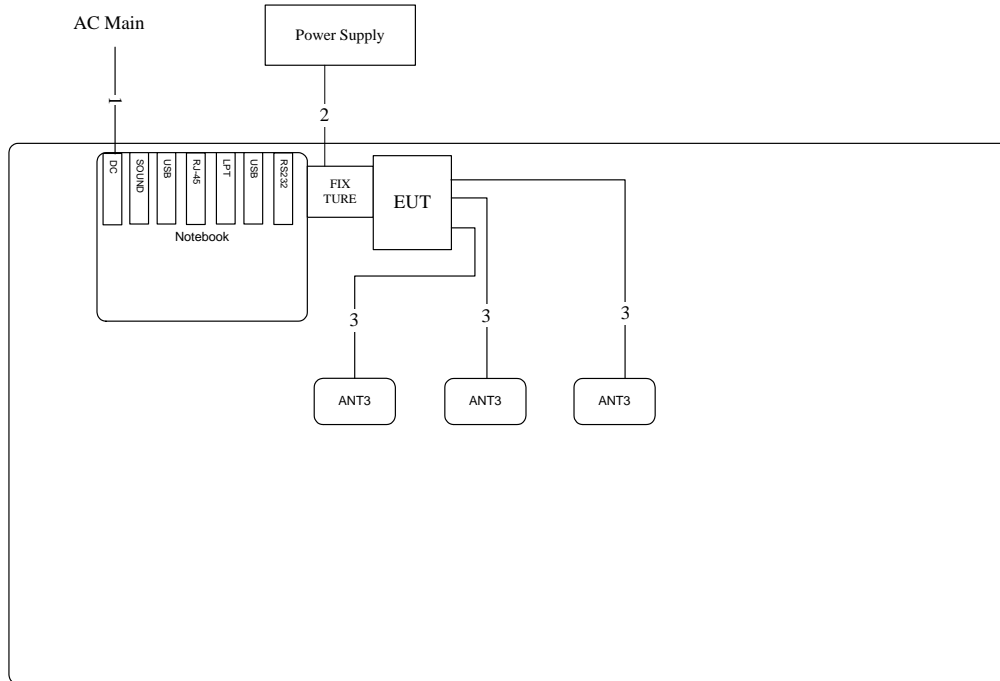 AC Main
Power Supply
1
2
DC
SOUND
USB
RJ-45
LPT
USB
RS232
Notebook
FIX
TURE
EUT
3
3
3
ANT3
ANT3
ANT3